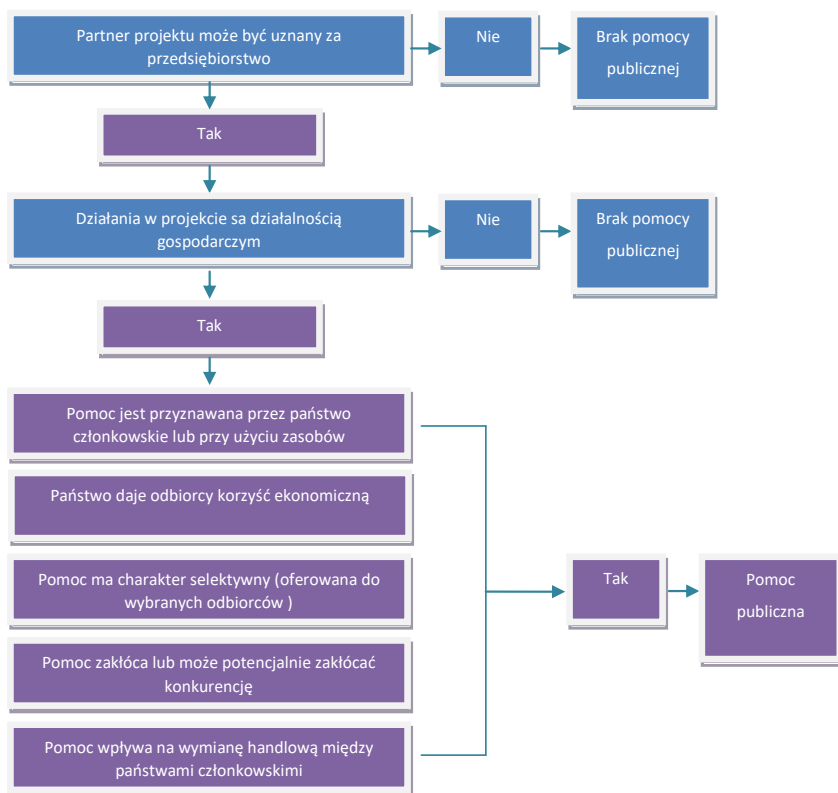 Partner projektu może być uznany za
przedsiębiorstwo
Nie
Brak pomocy
publicznej
Tak
Działania w projekcie sa działalnością
gospodarczym
Nie
Brak pomocy
publicznej
Tak
Pomoc jest przyznawana przez państwo
członkowskie lub przy użyciu zasobów
Państwo daje odbiorcy korzyść ekonomiczną
Pomoc ma charakter selektywny (oferowana do
wybranych odbiorców )
Pomoc zakłóca lub może potencjalnie zakłócać
konkurencję
Pomoc wpływa na wymianę handlową między
państwami członkowskimi
Tak
Pomoc
publiczna